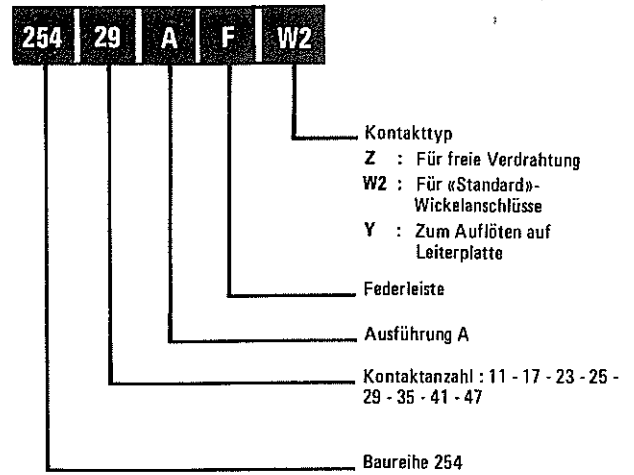 254 29 A F W2
Kontakttyp
Z : Für freie Verdrahtung
W2 : Für «Standard»-
Wickelanschlüsse
Y : Zum Auflöten auf
Leiterplatte
Federleiste
Ausführung A
Kontaktanzahl : 11 - 17 - 23 - 25 -
29 - 35 - 41 - 47
Baureihe 254